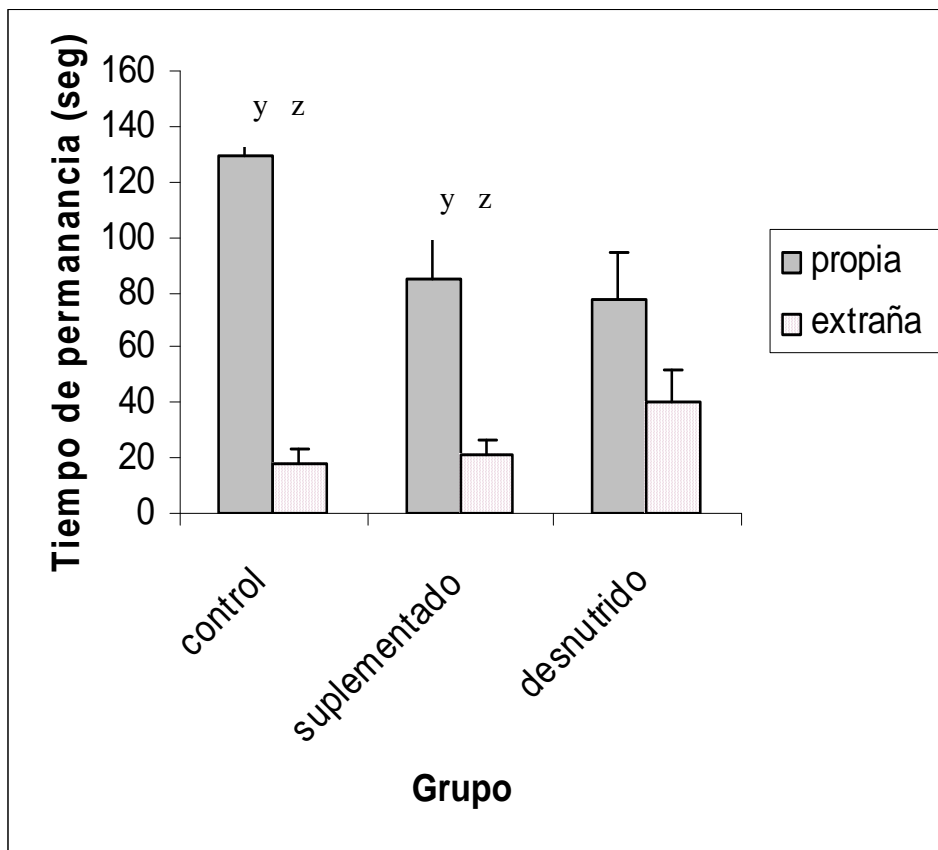 Tiempo de permanancia (seg)
160
140
120
100
80
60
40
20
0
y z
y z
propia
extraña
control
suplementado
desnutrido
Grupo